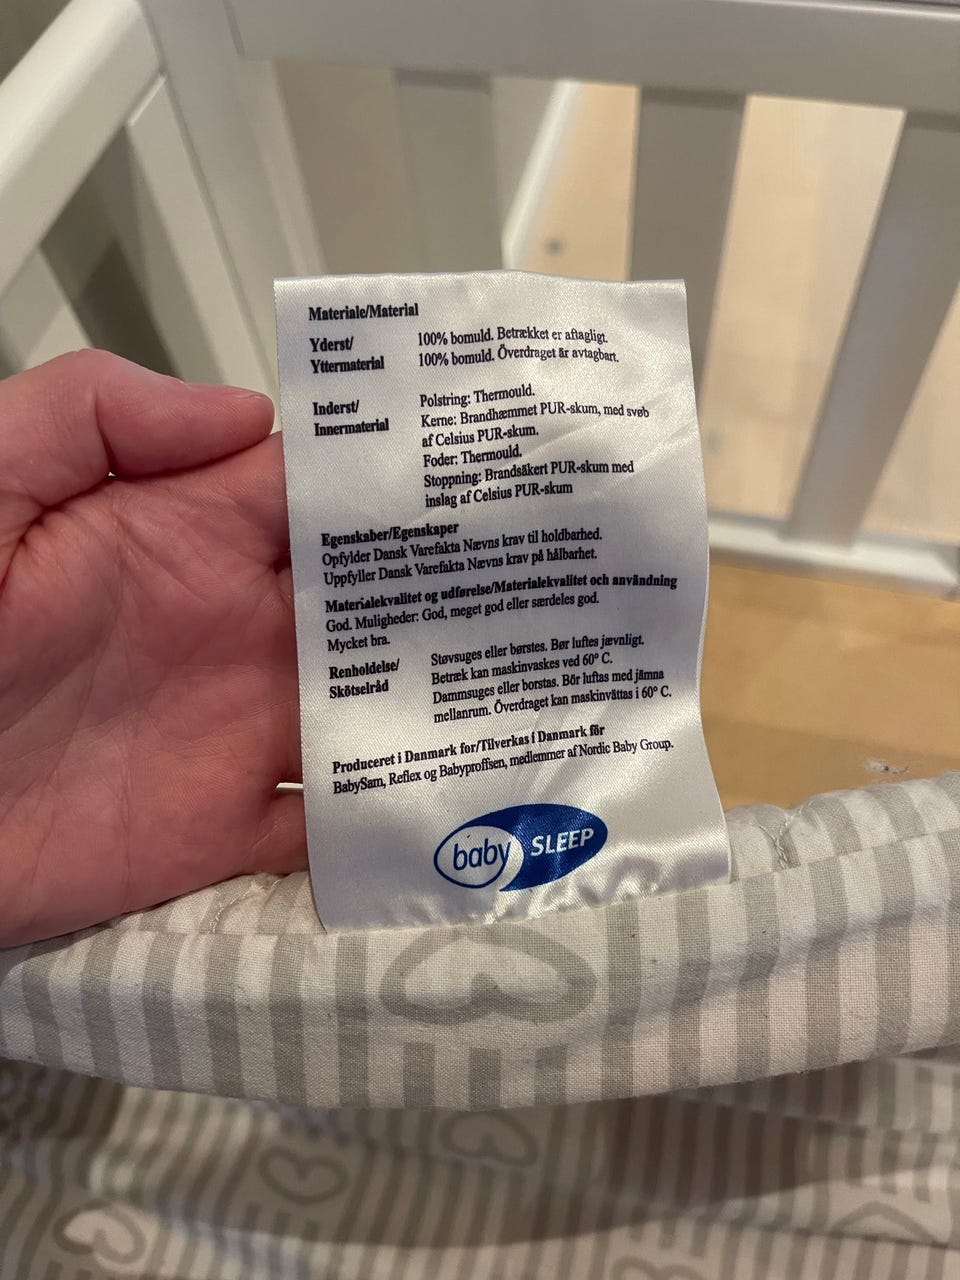 Materiale/Material
Yderst/ 100% bomuld. Betrækket er aftagligt.
Yttermaterial 100% bomuld. Överdraget är avtagbart.
Inderst/ Polstring: Thermould.
Innermaterial Kerne: Brandhæmmet PUR-skum, med svøb
af Celsius PUR-skum.
Foder: Thermould.
Stoppning: Brandsäkert PUR-skum med
inslag af Celsius PUR-skum
Egenskaber/Egenskaper
Opfylder Dansk Varefakta Nævns krav til holdbarhed.
Uppfyller Dansk Varefakta Nævns krav på hålbarhet.
Materialekvalitet og udførelse/Materialekvalitet och användning
God. Muligheder: God, meget god eller særdeles god.
Mycket bra.
Renholdelse/ Støvsuges eller børstes. Bør luftes jævnligt.
Skötselråd Betræk kan maskinvaskes ved 60° C.
Dammsuges eller borstas. Bör luftas med jämna
mellanrum. Överdraget kan maskinvättas i 60° C.
Produceret i Danmark for/Tilverkas i Danmark för
BabySam, Reflex og Babyproffsen, medlemmer af Nordic Baby Group.
baby SLEEP